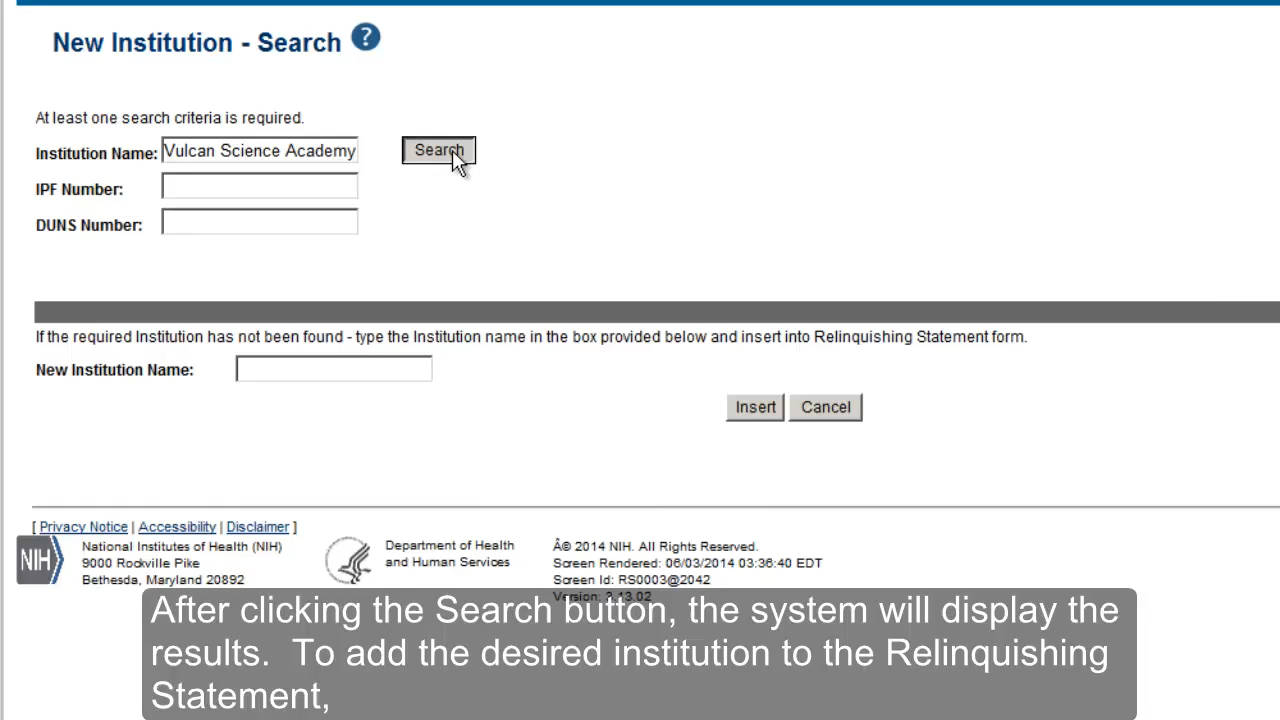 New Institution - Search ?
At least one search criteria is required.
Institution Name: Vulcan Science Academy Search
IPF Number:
DUNS Number:
If the required Institution has not been found - type the Institution name in the box provided below and insert into Relinquishing Statement form.
New Institution Name:
Insert Cancel
[ Privacy Notice | Accessibility | Disclaimer ]
NIH
National Institutes of Health (NIH)
9000 Rockville Pike
Bethesda, Maryland 20892
Department of Health
and Human Services
Â© 2014 NIH. All Rights Reserved.
Screen Rendered: 06/03/2014 03:36:40 EDT
Screen Id: RS0003@2042
Version: 3.13.02
After clicking the Search button, the system will display the
results.  To add the desired institution to the Relinquishing
Statement,